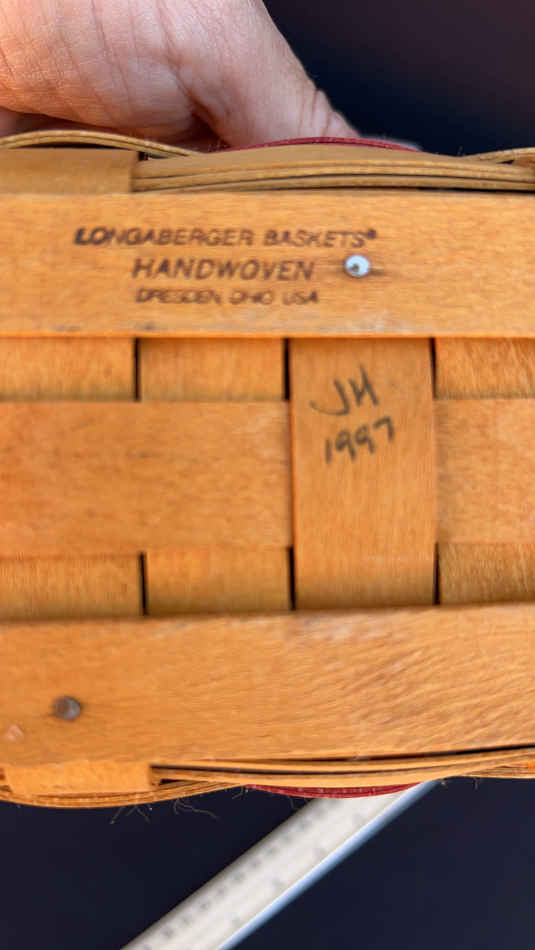 LONGABERGER BASKETS®
HANDWOVEN
DRESDEN, OHIO USA
JH
1997